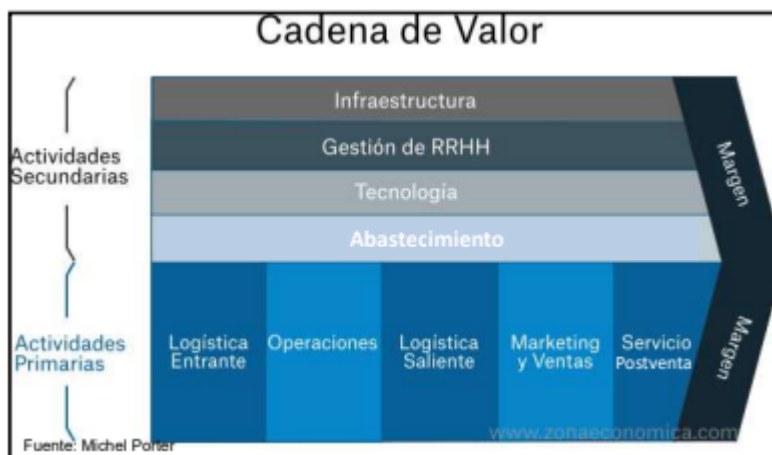 Cadena de Valor
Infraestructura
Gestión de RRHH
Tecnología
Abastecimiento
Actividades
Secundarias
Margen
Actividades
Primarias
Logística
Entrante
Operaciones
Logística
Saliente
Marketing
y Ventas
Servicio
Postventa
Margen
www.zonaeconomica.com
Fuente: Michel Porter